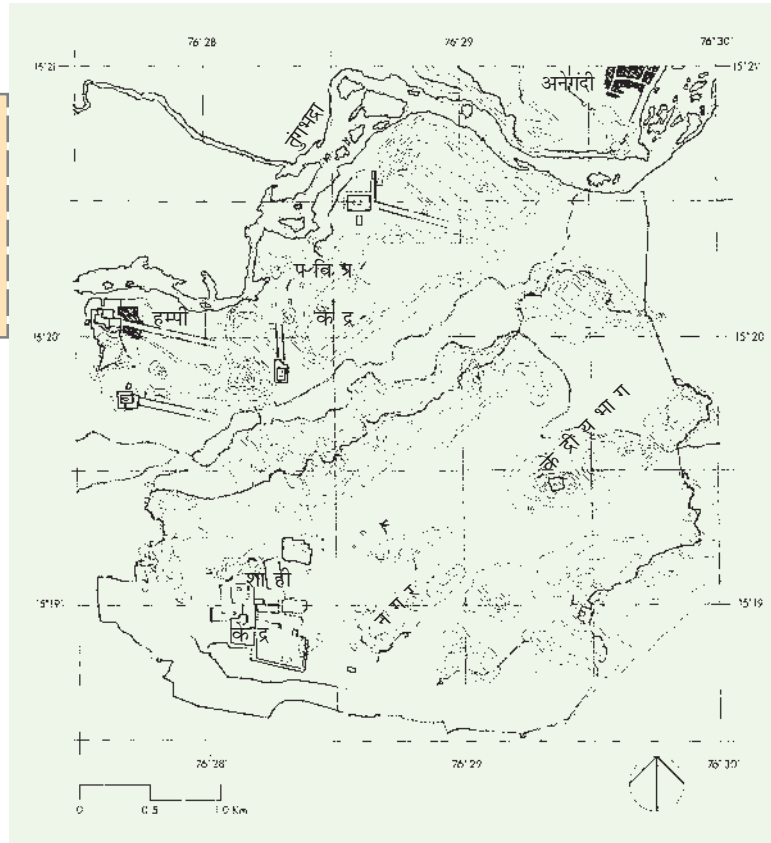 76°28 76°29 76°30'
15°21 15°21
अनेगंदी
तुंगभद्रा
पवित्र
हम्पी केंद्र
15°20 15°20
केंद्रीय भाग
शाही
15°19' 15°19
नगर
केंद्र
76°28' 76°29 76°30'
0 0.5 1.0 Km